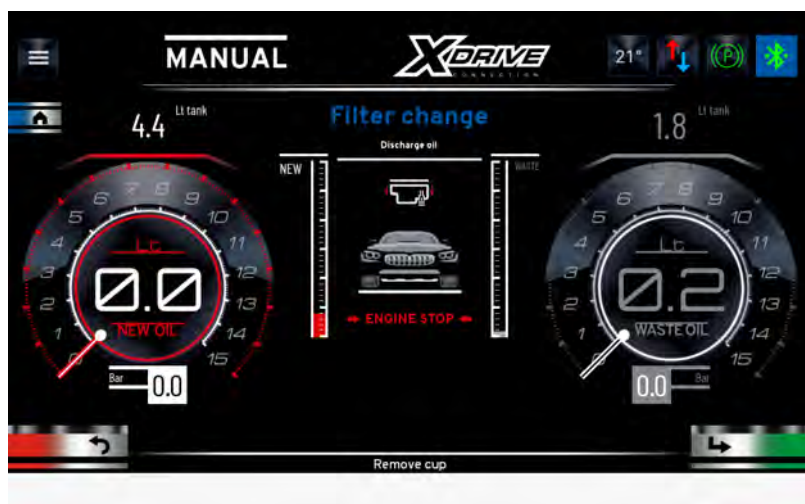 MANUAL
XDRIVE
CONNECTION
21°
(P)
4.4 Lt tank
Filter change
1.8 Lt tank
Discharge oil
NEW
WASTE
0 1 2 3 4 5 6 7 8 9 10 11 12 13 14 15
Lt
0.0
NEW OIL
Bar 0.0
ENGINE STOP
0 1 2 3 4 5 6 7 8 9 10 11 12 13 14 15
Lt
0.2
WASTE OIL
0.0 Bar
Remove cup